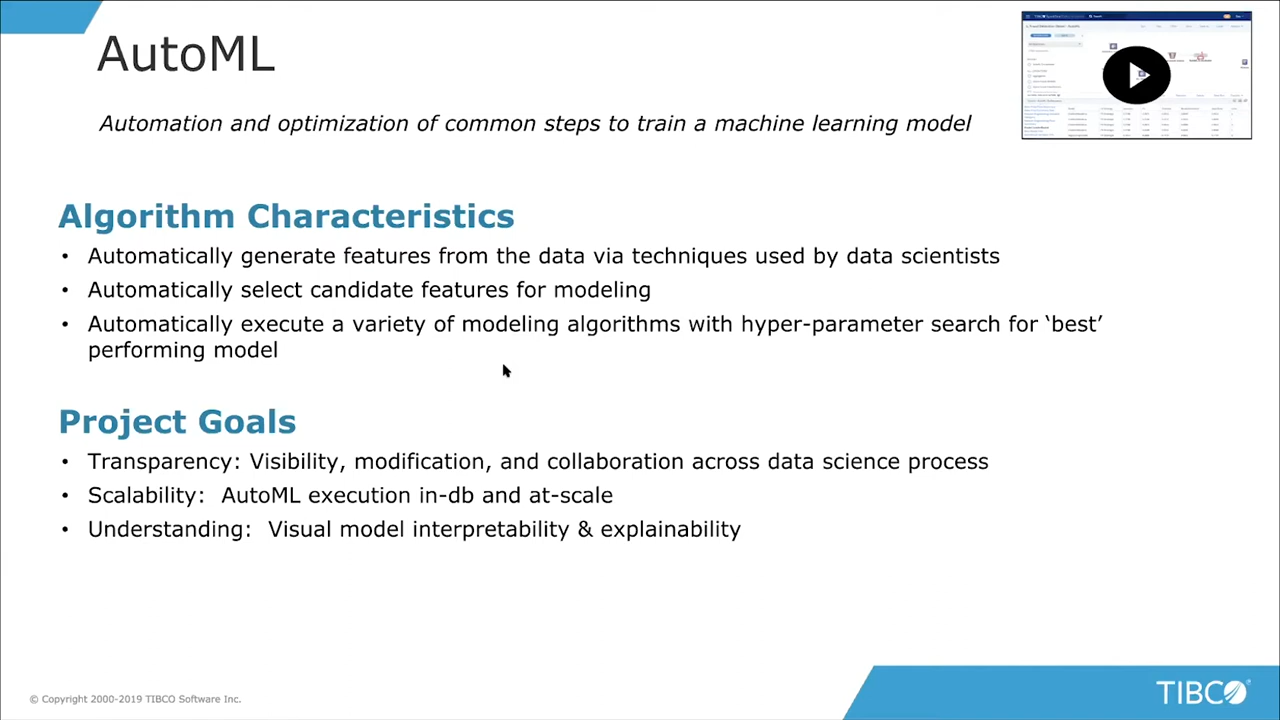 AutoML
Automation and optimization of common steps to train a machine learning model
Algorithm Characteristics
• Automatically generate features from the data via techniques used by data scientists
• Automatically select candidate features for modeling
• Automatically execute a variety of modeling algorithms with hyper-parameter search for ‘best’
performing model
Project Goals
• Transparency: Visibility, modification, and collaboration across data science process
• Scalability:  AutoML execution in-db and at-scale
• Understanding:  Visual model interpretability & explainability
© Copyright 2000-2019 TIBCO Software Inc.
TIBCO®